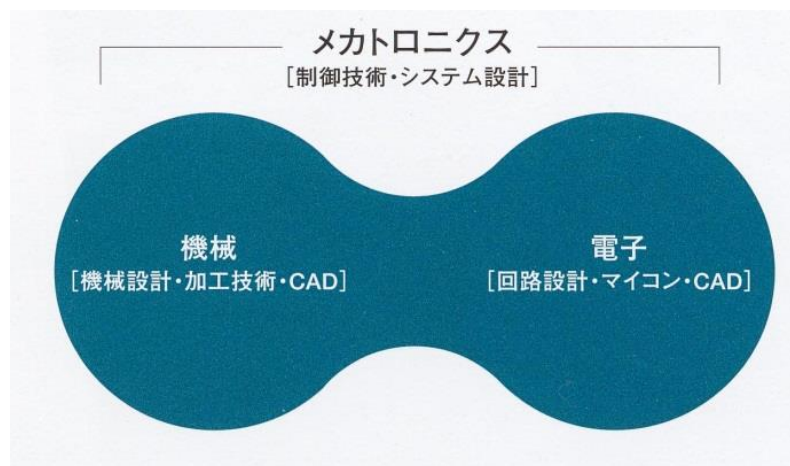 メカトロニクス
[制御技術・システム設計]
機械
[機械設計・加工技術・CAD]
電子
[回路設計・マイコン・CAD]